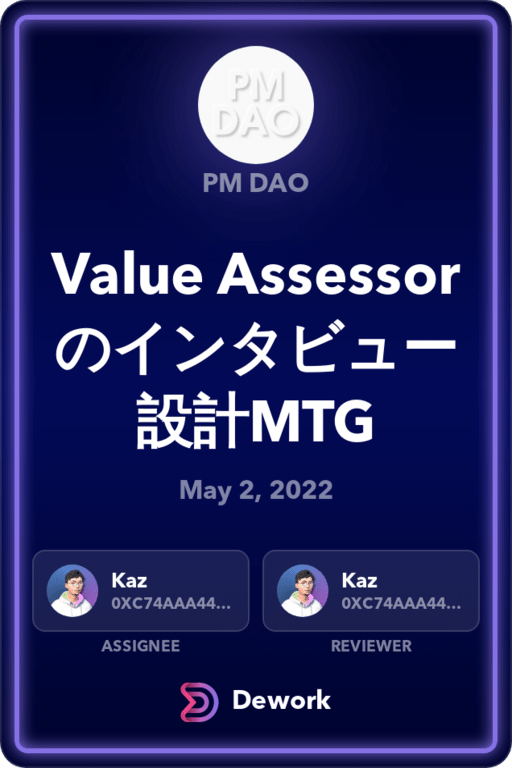 PM
DAO
PM DAO
Value Assessor
のインタビュー
設計MTG
May 2, 2022
Kaz
0XC74AAA44...
Kaz
0XC74AAA44...
ASSIGNEE
REVIEWER
Dework